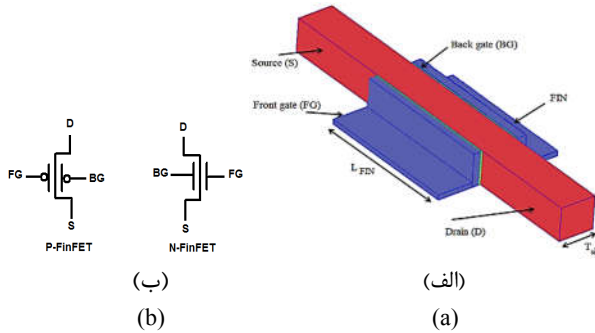 Back gate (BG)
Source (S)
FIN
Front gate (FG)
L FIN
Drain (D)
D
FG
BG
S
P-FinFET
D
BG
FG
S
N-FinFET
(ب)
(الف)
(b)
(a)